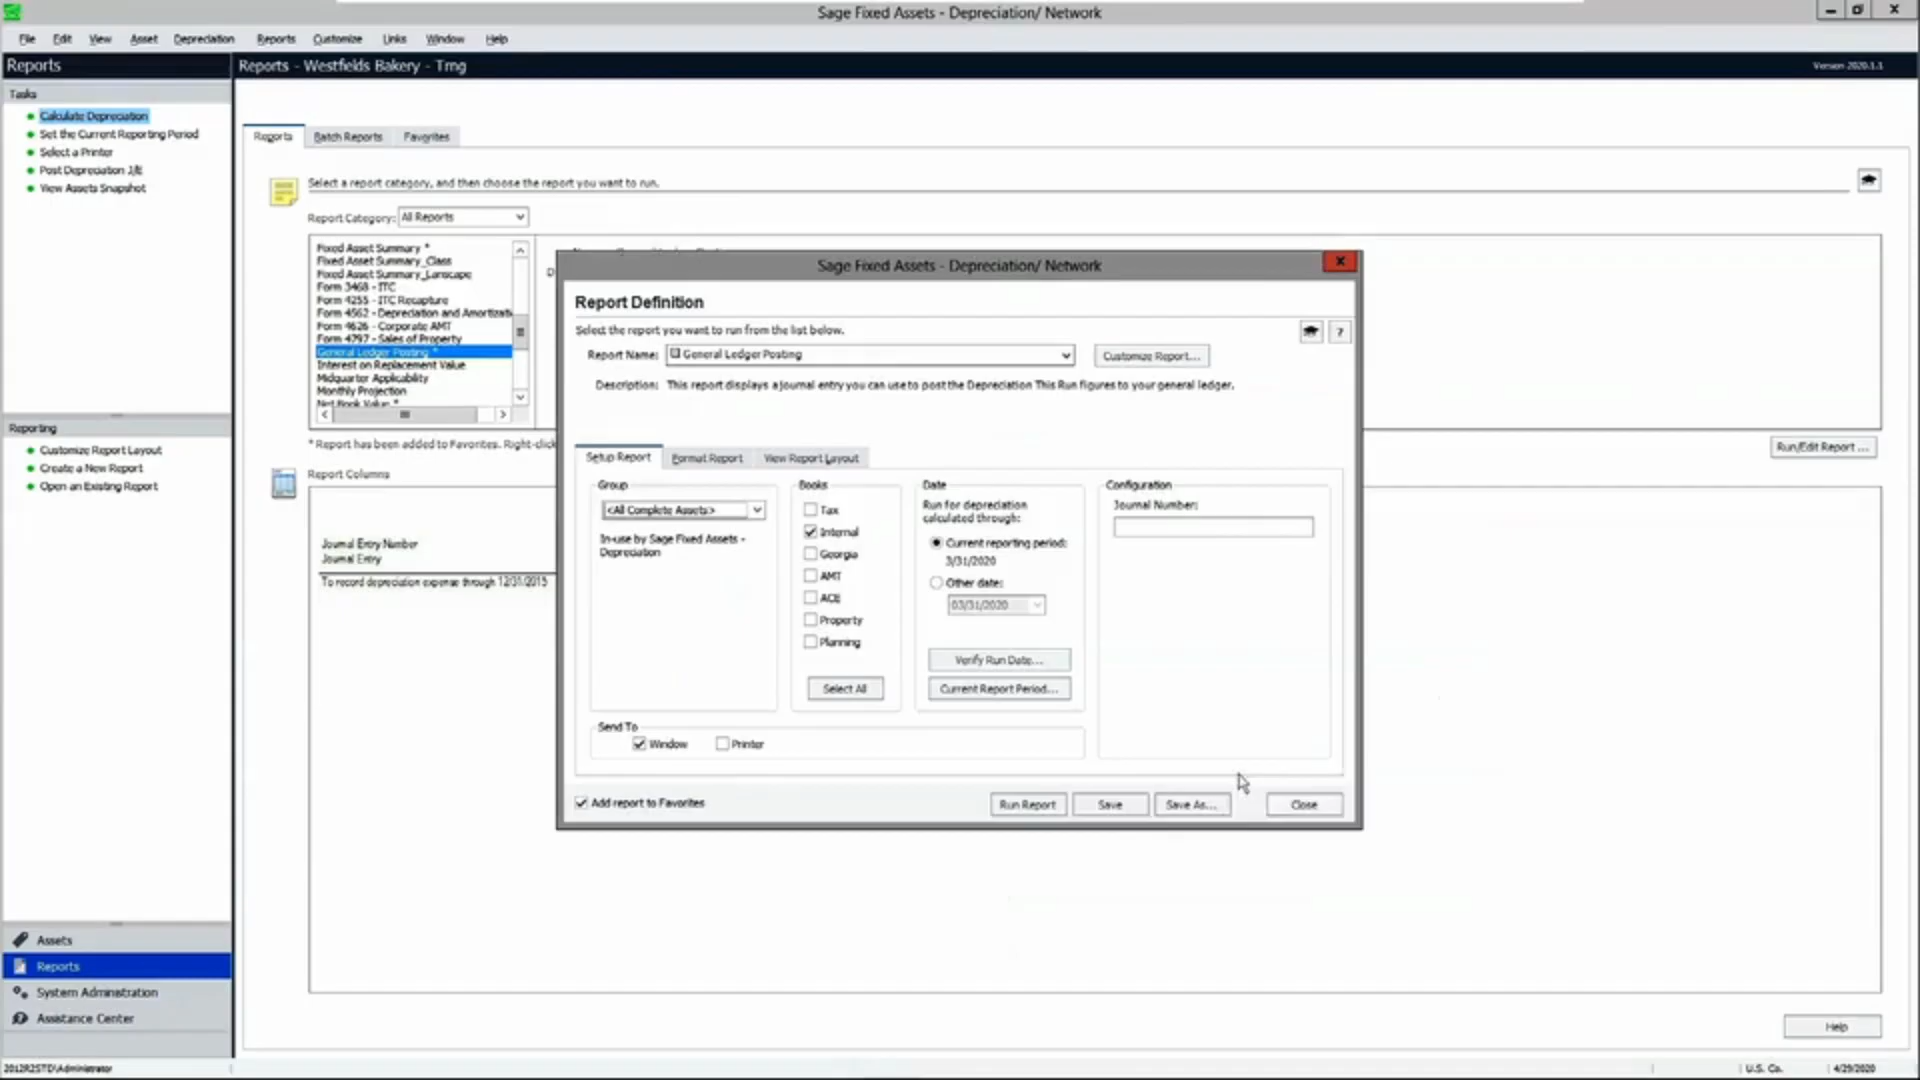 Sage Fixed Assets - Depreciation/ Network
File Edit View Asset Depreciation Reports Customize Links Window Help
Reports
Reports - Westfields Bakery - Trng
Version 2020.1.1
Tasks
Calculate Depreciation
Set the Current Reporting Period
Select a Printer
Post Depreciation J/E
View Assets Snapshot
Reports Batch Reports Favorites
Select a report category, and then choose the report you want to run.
Report Category: All Reports
Fixed Asset Summary *
Fixed Asset Summary_Class
Fixed Asset Summary_Lanscape
Form 3468 - ITC
Form 4255 - ITC Recapture
Form 4562 - Depreciation and Amortizati
Form 4626 - Corporate AMT
Form 4797 - Sales of Property
General Ledger Posting *
Interest on Replacement Value
Midquarter Applicability
Monthly Projection
Net Book Value *
* Report has been added to Favorites. Right-click
Run/Edit Report ...
Report Columns
Journal Entry Number
Journal Entry
To record depreciation expense through 12/31/2015
Reporting
Customize Report Layout
Create a New Report
Open an Existing Report
Sage Fixed Assets - Depreciation/ Network
Report Definition
Select the report you want to run from the list below.
Report Name: General Ledger Posting
Customize Report...
Description: This report displays a journal entry you can use to post the Depreciation This Run figures to your general ledger.
Setup Report Format Report View Report Layout
Group
<All Complete Assets>
In-use by Sage Fixed Assets -
Depreciation
Books
Tax
Internal
Georgia
AMT
ACE
Property
Planning
Select All
Date
Run for depreciation
calculated through:
Current reporting period:
3/31/2020
Other date:
03/31/2020
Verify Run Date...
Current Report Period...
Configuration
Journal Number:
Send To
Window Printer
Add report to Favorites
Run Report Save Save As... Close
Assets
Reports
System Administration
Assistance Center
Help
2012R2STD\Administrator
U.S. Co. 4/29/2020